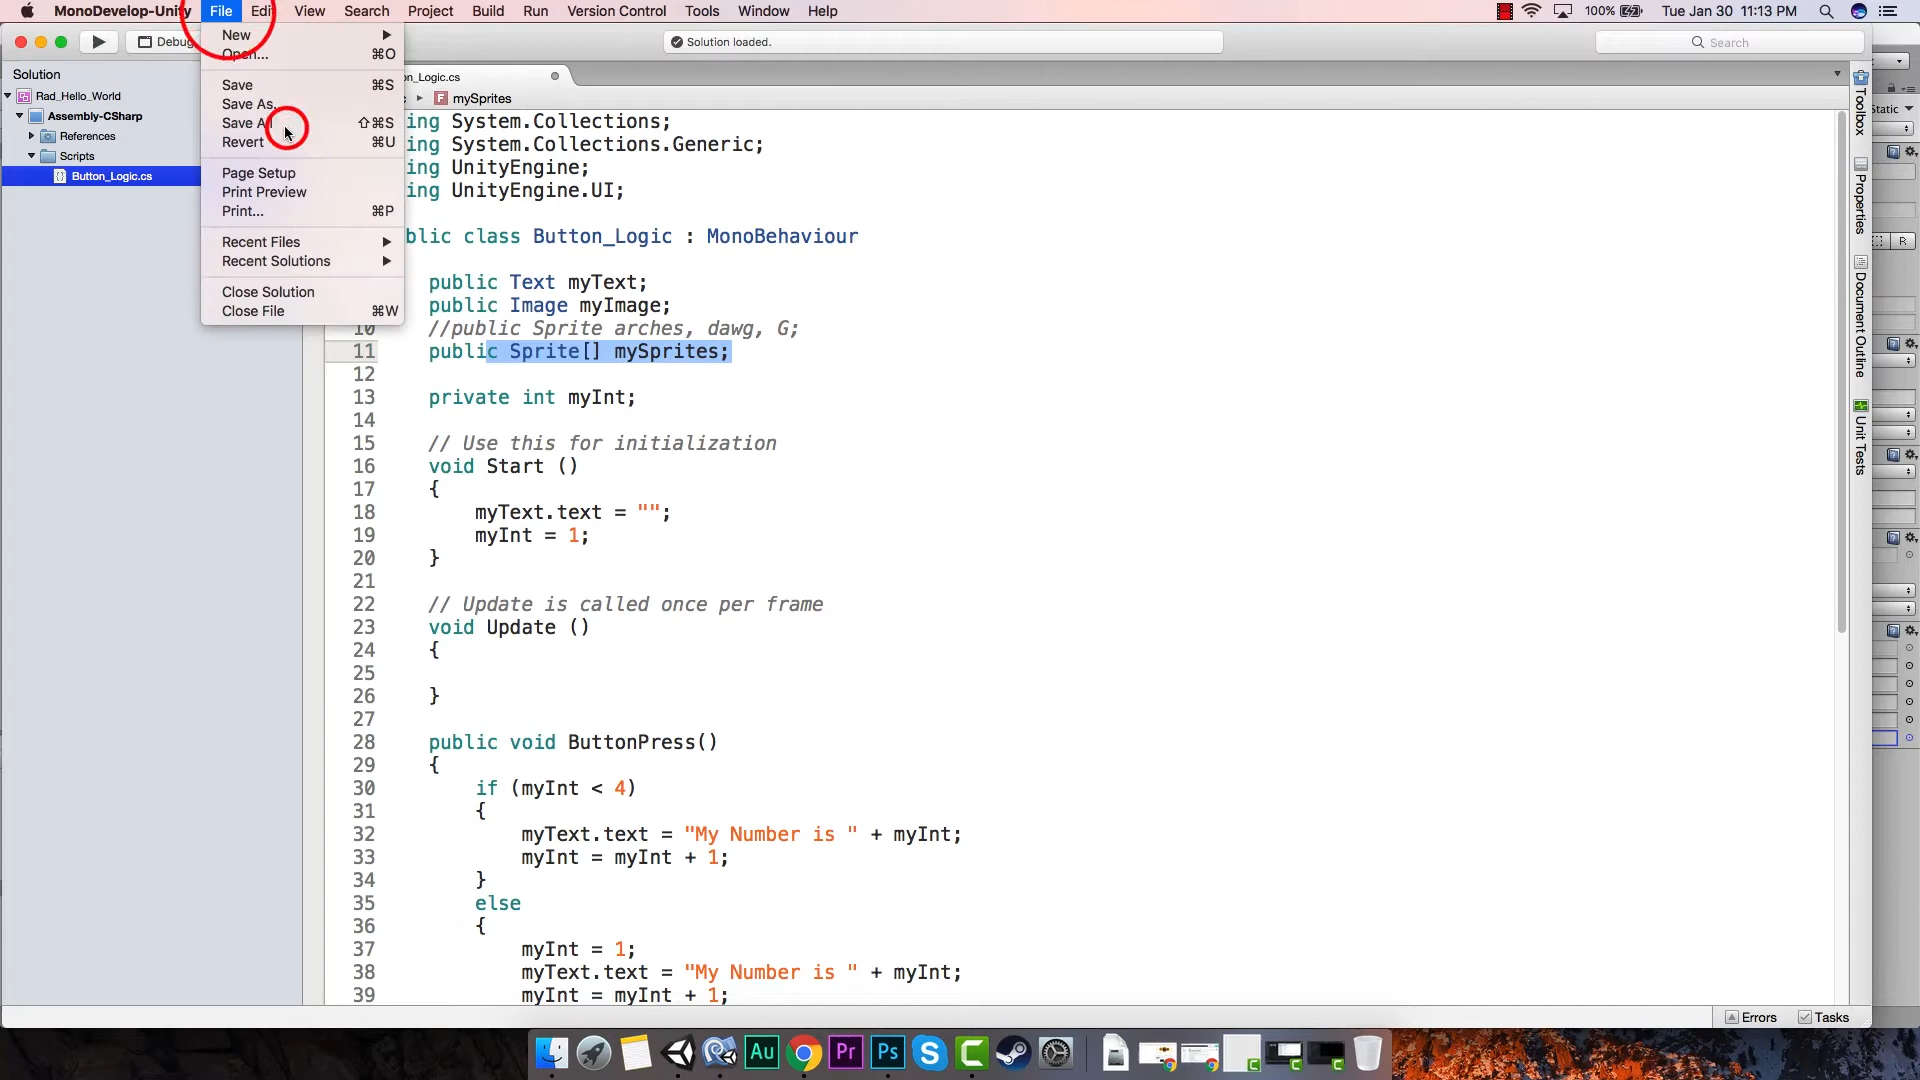 MonoDevelop-Unity File Edit View Search Project Build Run Version Control Tools Window Help 100% Tue Jan 30 11:13 PM
Debug Solution loaded. Search
Solution
Rad_Hello_World
Assembly-CSharp
References
Scripts
Button_Logic.cs
New
Open... ⌘O
Save ⌘S
Save As...
Save All ⇧⌘S
Revert ⌘U
Page Setup
Print Preview
Print... ⌘P
Recent Files
Recent Solutions
Close Solution
Close File ⌘W
on_Logic.cs
mySprites
ing System.Collections;
ing System.Collections.Generic;
ing UnityEngine;
ing UnityEngine.UI;
blic class Button_Logic : MonoBehaviour
public Text myText;
public Image myImage;
10 //public Sprite arches, dawg, G;
11 public Sprite[] mySprites;
12
13 private int myInt;
14
15 // Use this for initialization
16 void Start ()
17 {
18 myText.text = "";
19 myInt = 1;
20 }
21
22 // Update is called once per frame
23 void Update ()
24 {
25
26 }
27
28 public void ButtonPress()
29 {
30 if (myInt < 4)
31 {
32 myText.text = "My Number is " + myInt;
33 myInt = myInt + 1;
34 }
35 else
36 {
37 myInt = 1;
38 myText.text = "My Number is " + myInt;
39 myInt = myInt + 1;
Toolbox
Properties
Document Outline
Unit Tests
R
Errors Tasks
Au Pr Ps